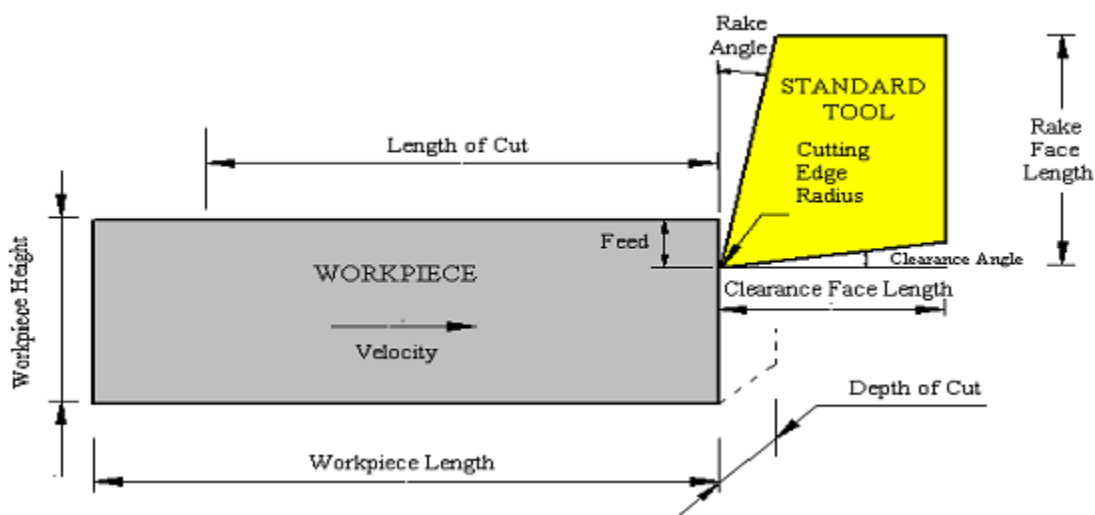 Rake
Angle
STANDARD
TOOL
Cutting
Edge
Radius
Rake
Face
Length
Length of Cut
Feed
WORKPIECE
Clearance Angle
Clearance Face Length
Workpiece Height
Velocity
Depth of Cut
Workpiece Length